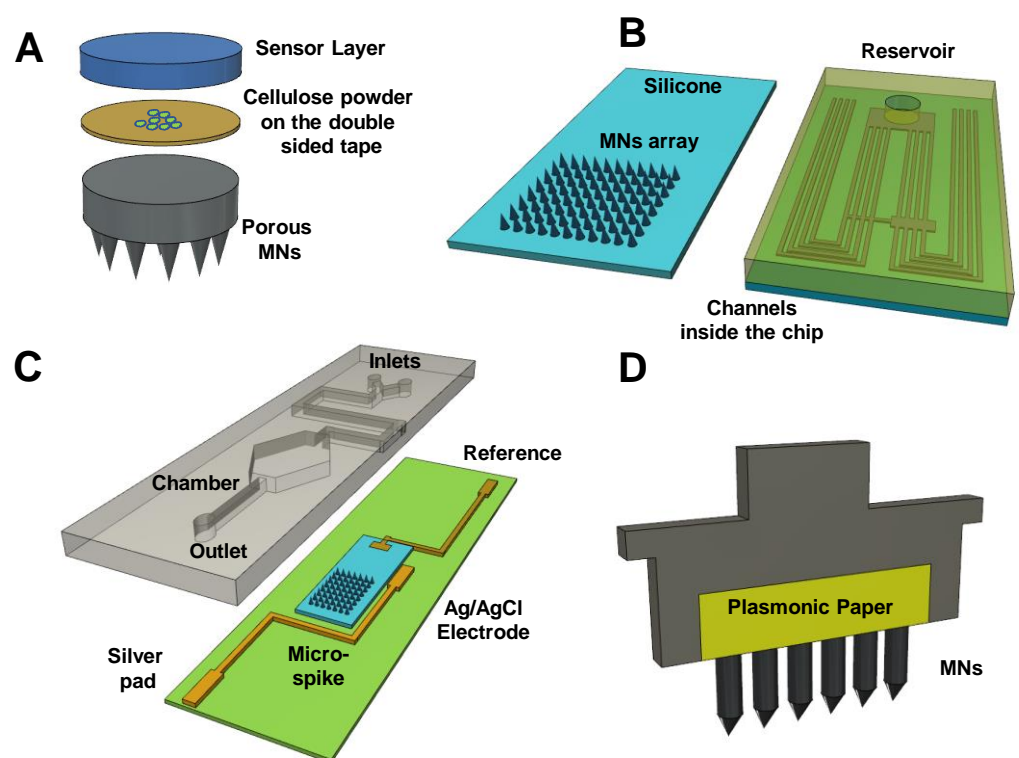 A
Sensor Layer
Cellulose powder
on the double
sided tape
Porous
MNs
B
Reservoir
Silicone
MNs array
Channels
inside the chip
C
Inlets
Chamber
Outlet
Reference
Ag/AgCl
Electrode
Micro-
spike
Silver
pad
D
Plasmonic Paper
MNs